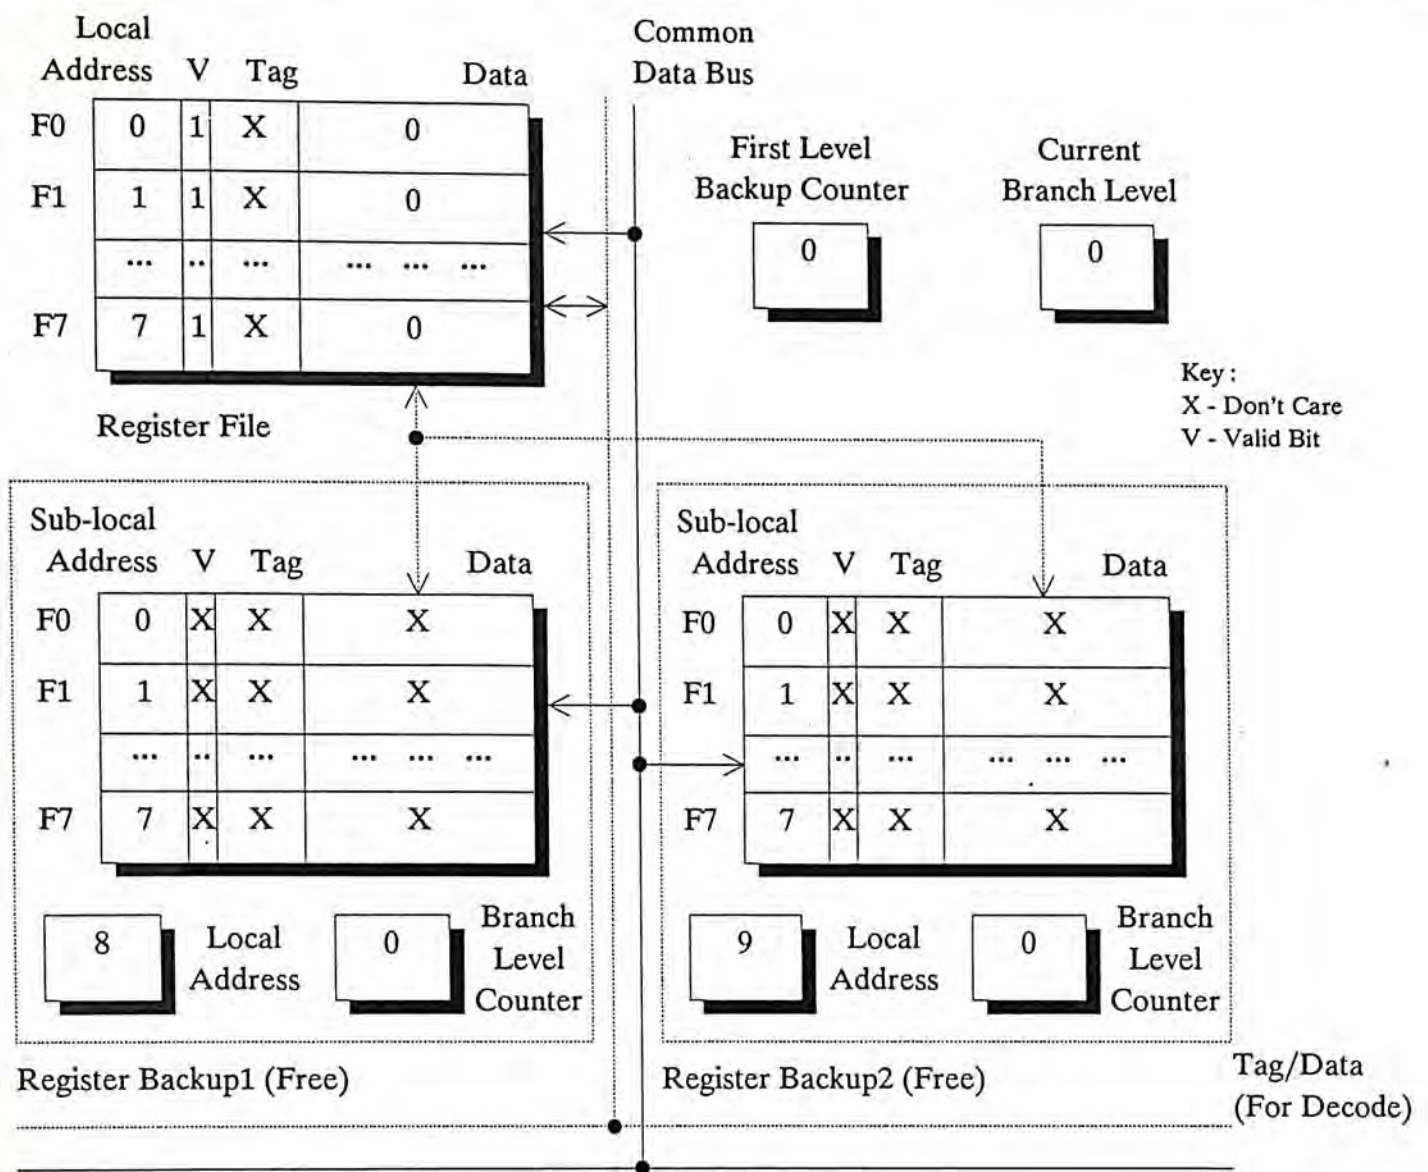 Local
Address V Tag Data
F0 0 1 X 0
F1 1 1 X 0
... .. ... ... ... ...
F7 7 1 X 0
Register File
Common
Data Bus
First Level
Backup Counter
0
Current
Branch Level
0
Key :
X - Don't Care
V - Valid Bit
Sub-local
Address V Tag Data
F0 0 X X X
F1 1 X X X
... .. ... ... ... ...
F7 7 X X X
8
Local
Address
0
Branch
Level
Counter
Register Backup1 (Free)
Sub-local
Address V Tag Data
F0 0 X X X
F1 1 X X X
... .. ... ... ... ...
F7 7 X X X
9
Local
Address
0
Branch
Level
Counter
Register Backup2 (Free)
Tag/Data
(For Decode)